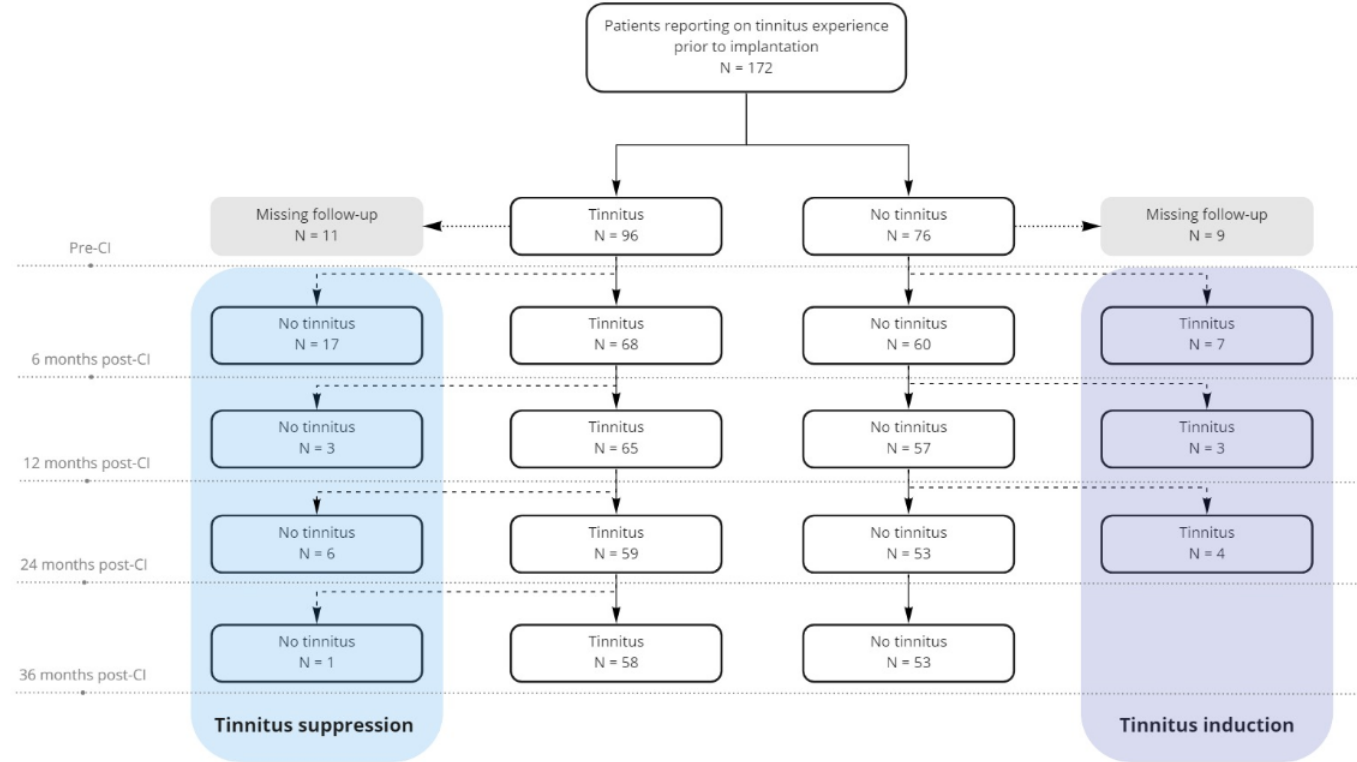 Patients reporting on tinnitus experience
prior to implantation
N = 172
Missing follow-up
N = 11
Tinnitus
N = 96
No tinnitus
N = 76
Missing follow-up
N = 9
Pre-CI
No tinnitus
N = 17
Tinnitus
N = 68
No tinnitus
N = 60
Tinnitus
N = 7
6 months post-CI
No tinnitus
N = 3
Tinnitus
N = 65
No tinnitus
N = 57
Tinnitus
N = 3
12 months post-CI
No tinnitus
N = 6
Tinnitus
N = 59
No tinnitus
N = 53
Tinnitus
N = 4
24 months post-CI
No tinnitus
N = 1
Tinnitus
N = 58
No tinnitus
N = 53
36 months post-CI
Tinnitus suppression
Tinnitus induction